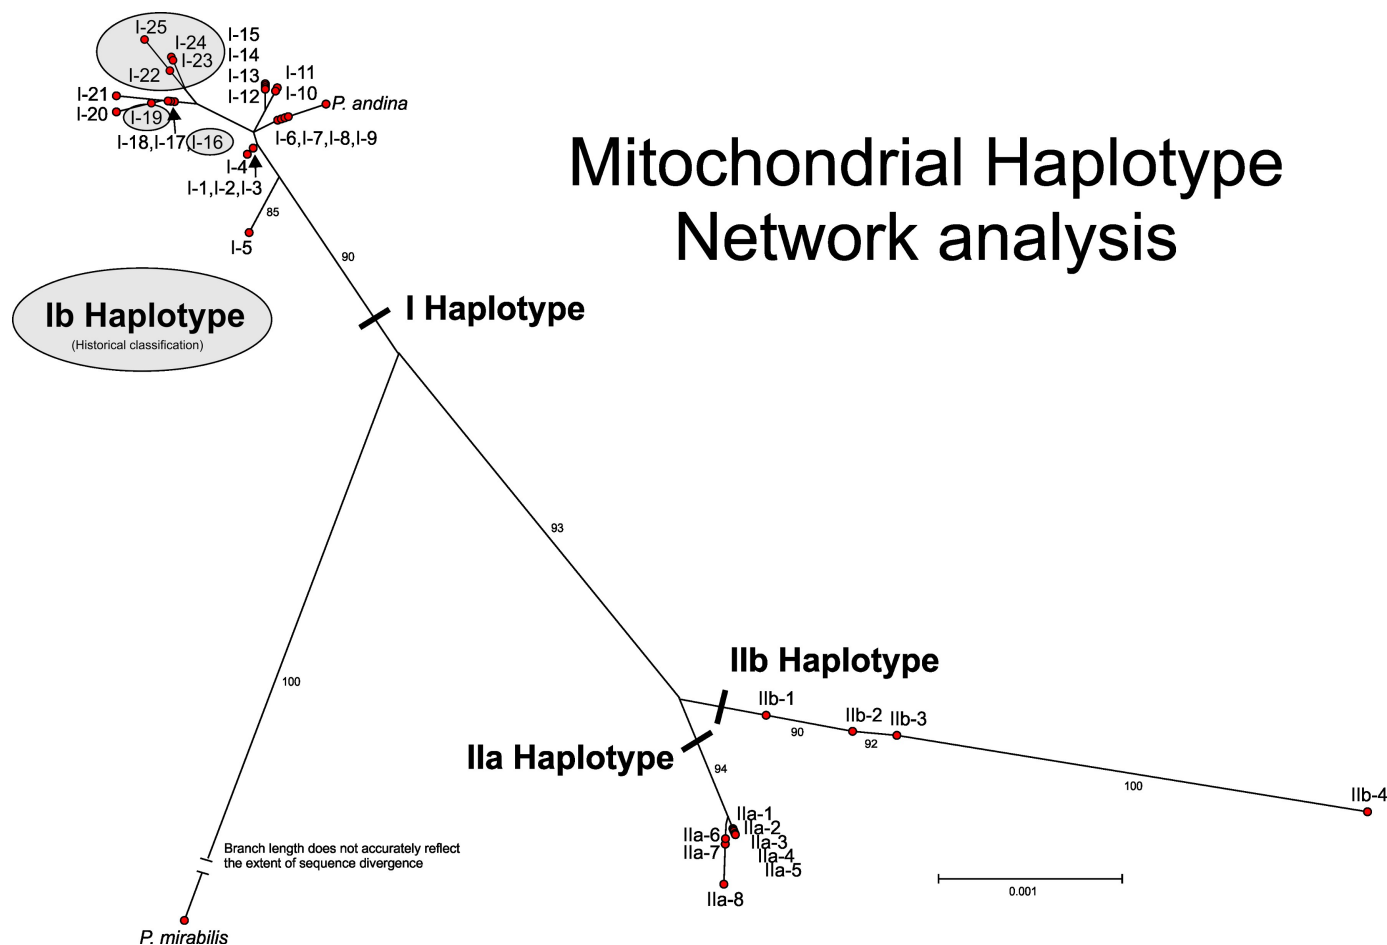 I-25
I-15
I-24
I-14
I-23
I-13
I-11
I-22
I-12
I-10
I-21
P. andina
I-20
I-19
I-18,I-17,I-16
I-6,I-7,I-8,I-9
I-4
I-1,I-2,I-3
85
I-5
90
Mitochondrial Haplotype
Network analysis
Ib Haplotype
(Historical classification)
I Haplotype
93
100
IIb Haplotype
IIb-1
IIb-2
IIb-3
90
92
100
IIb-4
IIa Haplotype
94
IIa-1
IIa-2
IIa-3
IIa-4
IIa-5
IIa-6
IIa-7
IIa-8
0.001
Branch length does not accurately reflect
the extent of sequence divergence
P. mirabilis